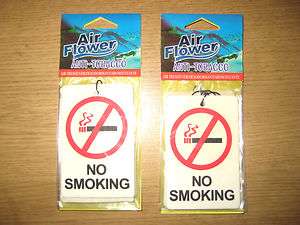 Air
Flower
ANTI-TOBACCO
NO
SMOKING
Air
Flower
ANTI-TOBACCO
NO
SMOKING